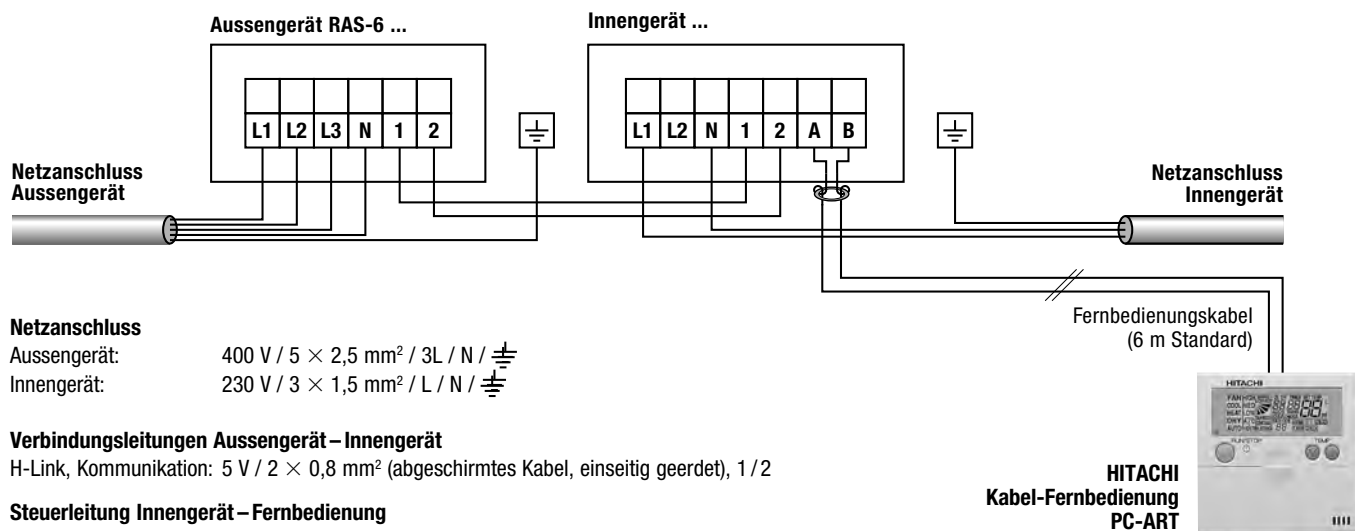 Aussengerät RAS-6 ...
Innengerät ...
L1 L2 L3 N 1 2
L1 L2 N 1 2 A B
Netzanschluss
Aussengerät
Netzanschluss
Innengerät
Fernbedienungskabel
(6 m Standard)
Netzanschluss
Aussengerät: 400 V / 5 × 2,5 mm² / 3L / N / ⏚
Innengerät: 230 V / 3 × 1,5 mm² / L / N / ⏚
Verbindungsleitungen Aussengerät – Innengerät
H-Link, Kommunikation: 5 V / 2 × 0,8 mm² (abgeschirmtes Kabel, einseitig geerdet), 1 / 2
Steuerleitung Innengerät – Fernbedienung
HITACHI
RUN/STOP
TEMP
HITACHI
Kabel-Fernbedienung
PC-ART